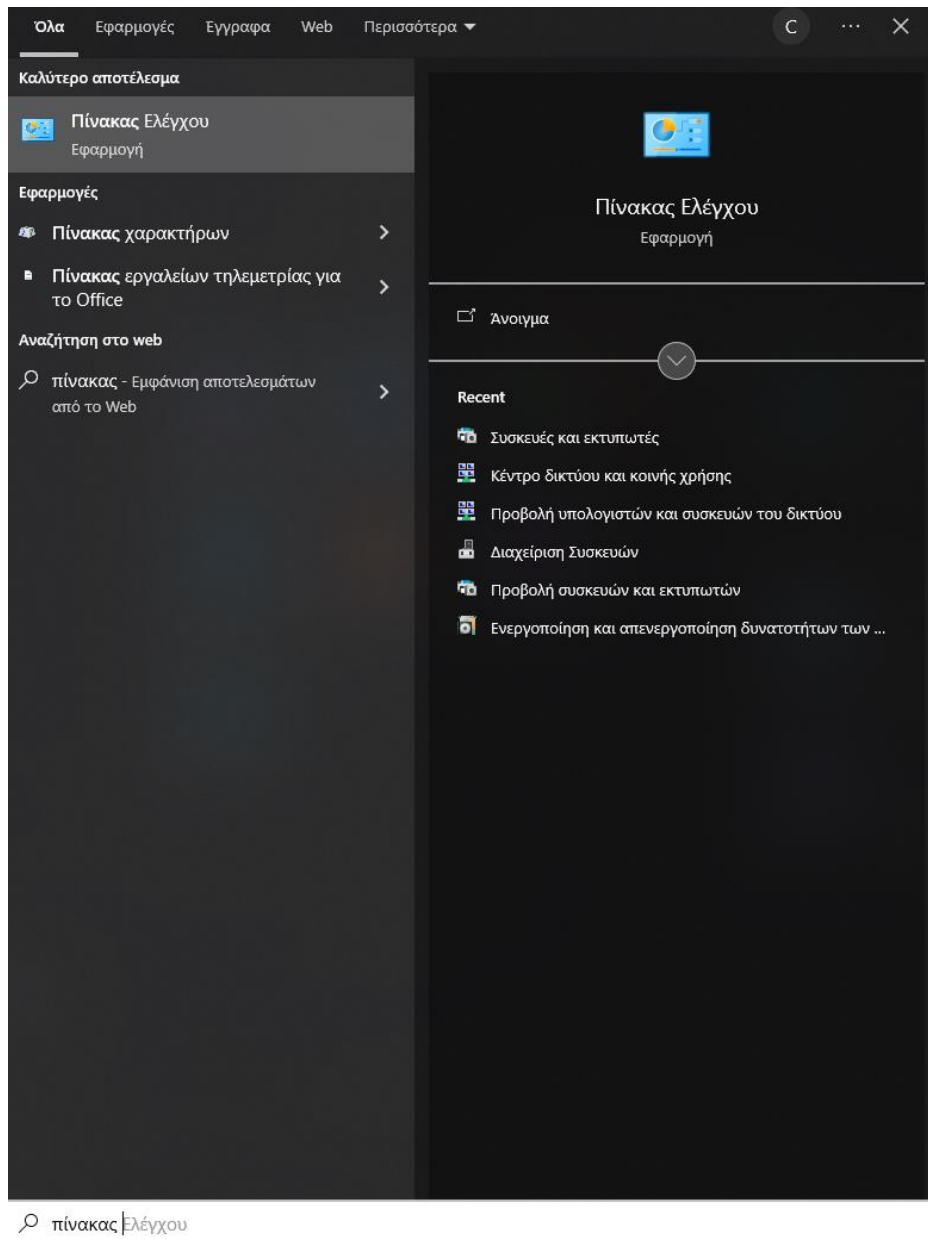 Όλα Εφαρμογές Έγγραφα Web Περισσότερα C ...
Καλύτερο αποτέλεσμα
Πίνακας Ελέγχου
Εφαρμογή
Εφαρμογές
Πίνακας χαρακτήρων
Πίνακας εργαλείων τηλεμετρίας για
το Office
Αναζήτηση στο web
πίνακας - Εμφάνιση αποτελεσμάτων
από το Web
Πίνακας Ελέγχου
Εφαρμογή
Άνοιγμα
Recent
Συσκευές και εκτυπωτές
Κέντρο δικτύου και κοινής χρήσης
Προβολή υπολογιστών και συσκευών του δικτύου
Διαχείριση Συσκευών
Προβολή συσκευών και εκτυπωτών
Ενεργοποίηση και απενεργοποίηση δυνατοτήτων των ...
πίνακας Ελέγχου